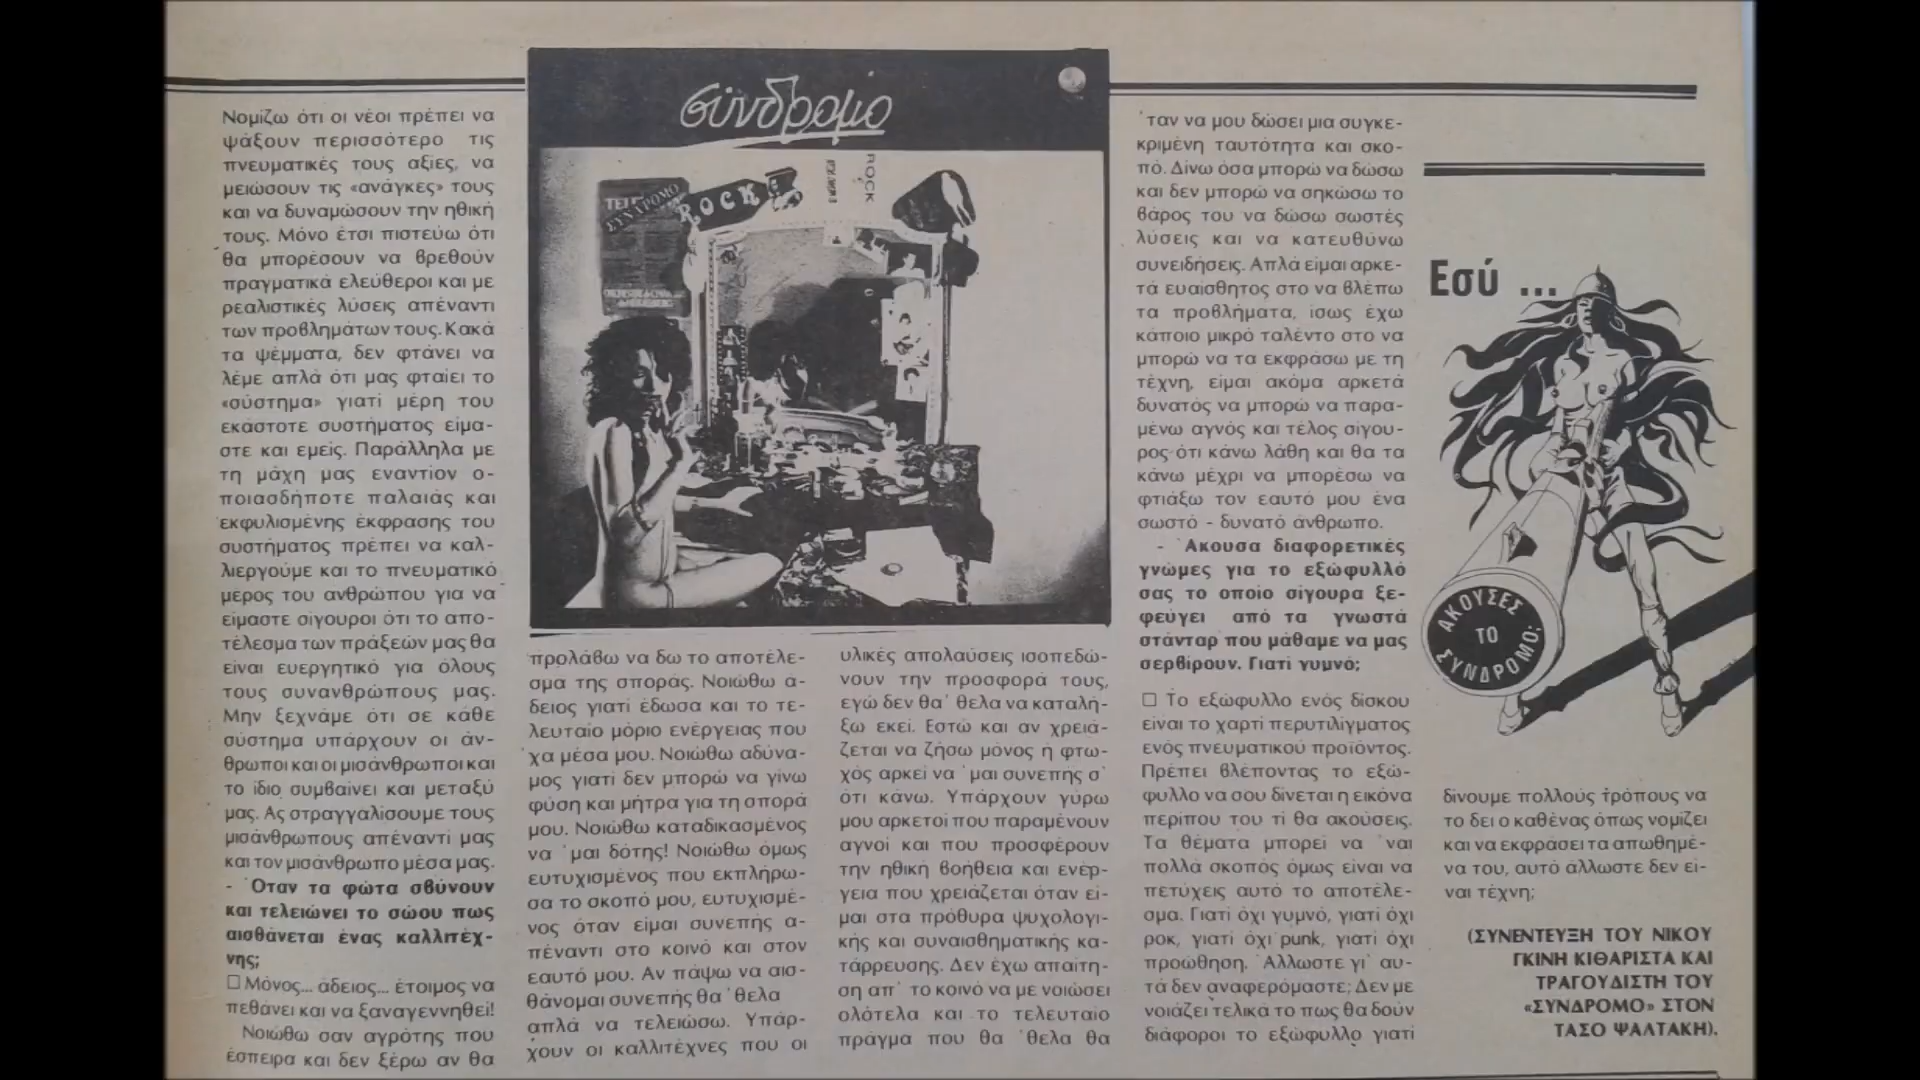 Νομίζω ότι οι νέοι πρέπει να
ψάξουν περισσότερο τις
πνευματικές τους αξίες, να
μειώσουν τις «ανάγκες» τους
και να δυναμώσουν την ηθική
τους. Μόνο έτσι πιστεύω ότι
θα μπορέσουν να βρεθούν
πραγματικά ελεύθεροι και με
ρεαλιστικές λύσεις απέναντι
των προβλημάτων τους. Κακά
τα ψέμματα, δεν φτάνει να
λέμε απλά ότι μας φταίει το
«σύστημα» γιατί μέρη του
εκάστοτε συστήματος είμα-
στε και εμείς. Παράλληλα με
τη μάχη μας εναντίον ο-
ποιασδήποτε παλαιάς και
εκφυλισμένης έκφρασης του
συστήματος πρέπει να καλ-
λιεργούμε και το πνευματικό
μερος του ανθρώπου για να
είμαστε σίγουροι ότι το απο-
τέλεσμα των πράξεών μας θα
είναι ευεργητικό για όλους
τους συνανθρώπους μας.
Μην ξεχνάμε ότι σε κάθε
σύστημα υπάρχουν οι άν-
θρωποι και οι μισάνθρωποι και
το ίδιο συμβαίνει και μεταξύ
μας. Ας στραγγαλίσουμε τους
μισάνθρωπους απέναντί μας
και τον μισάνθρωπο μέσα μας.
- Όταν τα φώτα σβύνουν
και τελειώνει το σώου πως
αισθάνεται ένας καλλιτέχ-
νης;
□ Μόνος... άδειος... έτοιμος να
πεθάνει και να ξαναγεννηθεί!
Νοιώθω σαν αγρότης που
έσπειρα και δεν ξέρω αν θα
σύνδρομο
ΣΥΝΔΡΟΜΟ
ROCK
ROCK
προλάβω να δω το αποτέλε-
σμα της σποράς. Νοιώθω ά-
δειος γιατί έδωσα και το τε-
λευταίο μόριο ενέργειας που
'χα μέσα μου. Νοιώθω αδύνα-
μος γιατί δεν μπορώ να γίνω
φύση και μήτρα για τη σπορά
μου. Νοιώθω καταδικασμένος
να 'μαι δότης! Νοιώθω όμως
ευτυχισμένος που εκπλήρω-
σα το σκοπό μου, ευτυχισμέ-
νος όταν είμαι συνεπής α-
πέναντι στο κοινό και στον
εαυτό μου. Αν πάψω να αισ-
θάνομαι συνεπής θα 'θελα
απλά να τελειώσω. Υπάρ-
χουν οι καλλιτέχνες που οι
υλικές απολαύσεις ισοπεδώ-
νουν την προσφορά τους,
εγώ δεν θα 'θελα να καταλή-
ξω εκεί. Εστώ και αν χρειά-
ζεται να ζήσω μόνος ή φτω-
χός αρκεί να 'μαι συνεπής σ'
ότι κάνω. Υπάρχουν γύρω
μου αρκετοί που παραμένουν
αγνοί και που προσφέρουν
την ηθική βοήθεια και ενέρ-
γεια που χρειάζεται όταν εί-
μαι στα πρόθυρα ψυχολογι-
κής και συναισθηματικής κα-
τάρρευσης. Δεν έχω απαίτη-
ση απ' το κοινό να με νοιώσει
ολότελα και το τελευταίο
πράγμα που θα 'θελα θα
'ταν να μου δώσει μια συγκε-
κριμένη ταυτότητα και σκο-
πό. Δίνω όσα μπορώ να δώσω
και δεν μπορώ να σηκώσω το
βάρος του να δώσω σωστές
λύσεις και να κατευθύνω
συνειδήσεις. Απλά είμαι αρκε-
τά ευαίσθητος στο να βλέπω
τα προβλήματα, ίσως έχω
κάποιο μικρό ταλέντο στο να
μπορώ να τα εκφράσω με τη
τέχνη, είμαι ακόμα αρκετά
δυνατός να μπορώ να παρα-
μένω αγνός και τέλος σίγου-
ρος ότι κάνω λάθη και θα τα
κάνω μέχρι να μπορέσω να
φτιάξω τον εαυτό μου ένα
σωστό - δυνατό άνθρωπο.
- Άκουσα διαφορετικές
γνώμες για το εξώφυλλό
σας το οποίο σίγουρα ξε-
φεύγει από τα γνωστά
στάνταρ που μάθαμε να μας
σερβίρουν. Γιατί γυμνό;
□ Το εξώφυλλο ενός δίσκου
είναι το χαρτί περυτιλίγματος
ενός πνευματικού προϊόντος.
Πρέπει βλέποντας το εξώ-
φυλλο να σου δίνεται η εικόνα
περίπου του τι θα ακούσεις.
Τα θέματα μπορεί να 'ναι
πολλά σκοπός όμως είναι να
πετύχεις αυτό το αποτέλε-
σμα. Γιατί όχι γυμνό, γιατί όχι
ροκ, γιατί όχι punk, γιατί όχι
προώθηση. Άλλωστε γι' αυ-
τά δεν αναφερόμαστε; Δεν με
νοιάζει τελικά το πως θα δούν
διάφοροι το εξώφυλλο γιατί
Εσύ ...
ΑΚΟΥΣΕΣ
ΤΟ
ΣΥΝΔΡΟΜΟ;
δίνουμε πολλούς τρόπους να
το δει ο καθένας όπως νομίζει
και να εκφράσει τα απωθημέ-
να του, αυτό άλλωστε δεν εί-
ναι τέχνη;
(ΣΥΝΕΝΤΕΥΞΗ ΤΟΥ ΝΙΚΟΥ
ΓΚΙΝΗ ΚΙΘΑΡΙΣΤΑ ΚΑΙ
ΤΡΑΓΟΥΔΙΣΤΗ ΤΟΥ
«ΣΥΝΔΡΟΜΟ» ΣΤΟΝ
ΤΑΣΟ ΨΑΛΤΑΚΗ).